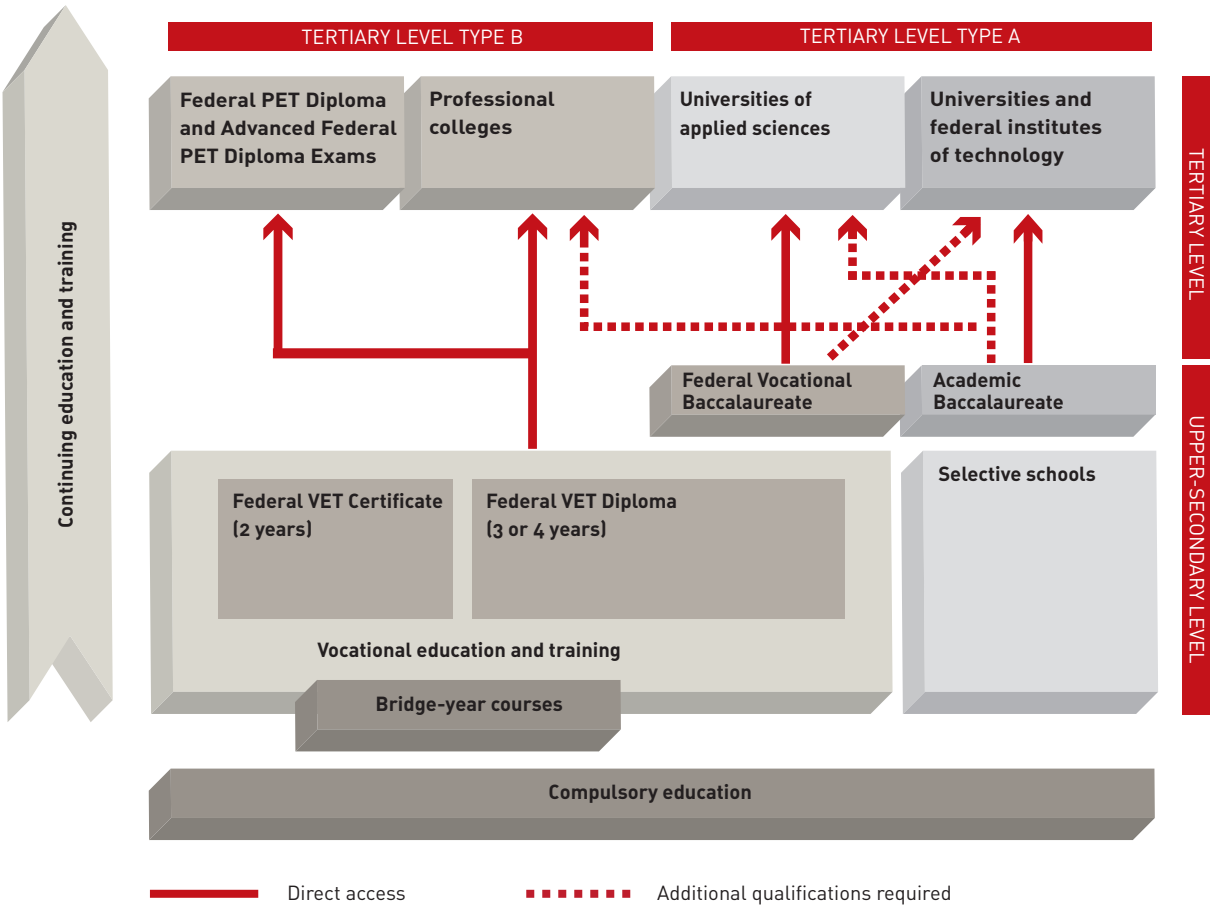 TERTIARY LEVEL TYPE B
TERTIARY LEVEL TYPE A
Federal PET Diploma
and Advanced Federal
PET Diploma Exams
Professional
colleges
Universities of
applied sciences
Universities and
federal institutes
of technology
TERTIARY LEVEL
Continuing education and training
Federal Vocational
Baccalaureate
Academic
Baccalaureate
UPPER-SECONDARY LEVEL
Federal VET Certificate
(2 years)
Federal VET Diploma
(3 or 4 years)
Selective schools
Vocational education and training
Bridge-year courses
Compulsory education
Direct access
Additional qualifications required